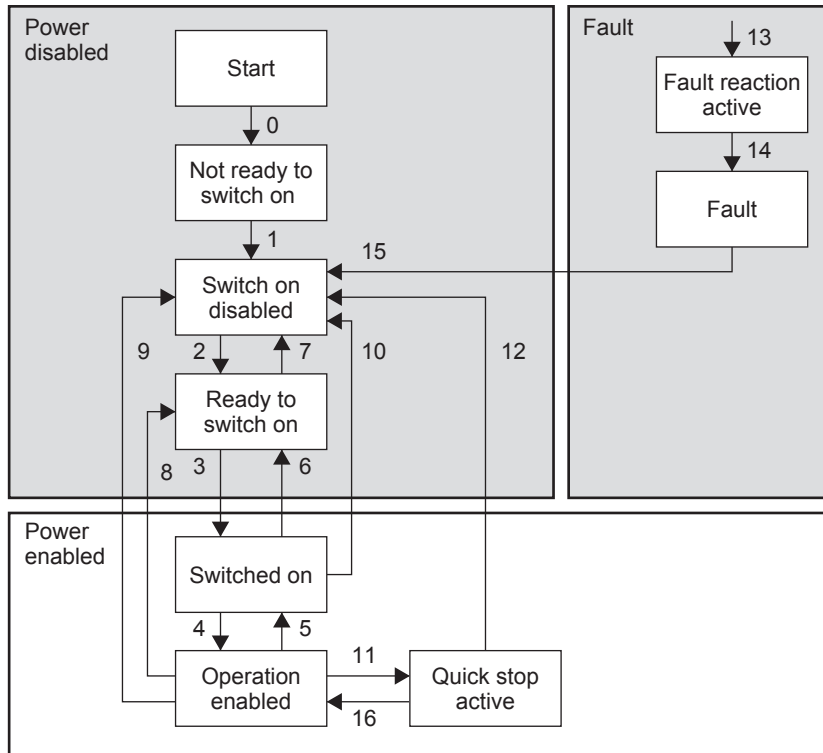 Power
disabled
Start
0
Not ready to
switch on
1
Switch on
disabled
2
7
9
10
12
15
Ready to
switch on
8
3
6
Fault
13
Fault reaction
active
14
Fault
Power
enabled
Switched on
4
5
Operation
enabled
11
16
Quick stop
active